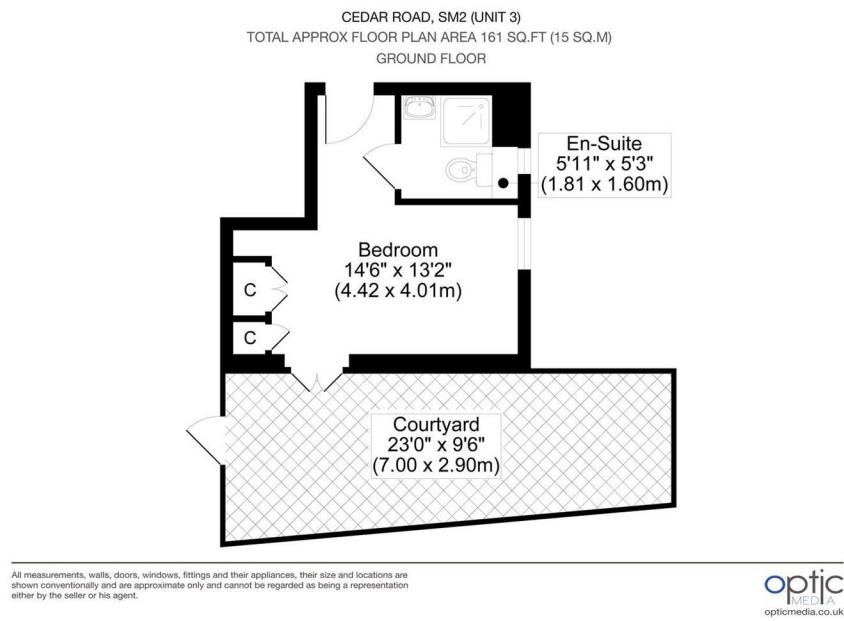 CEDAR ROAD, SM2 (UNIT 3)
TOTAL APPROX FLOOR PLAN AREA 161 SQ.FT (15 SQ.M)
GROUND FLOOR
En-Suite
5'11" x 5'3"
(1.81 x 1.60m)
Bedroom
14'6" x 13'2"
(4.42 x 4.01m)
C
C
Courtyard
23'0" x 9'6"
(7.00 x 2.90m)
All measurements, walls, doors, windows, fittings and their appliances, their size and locations are
shown conventionally and are approximate only and cannot be regarded as being a representation
either by the seller or his agent.
optic
MEDIA
opticmedia.co.uk